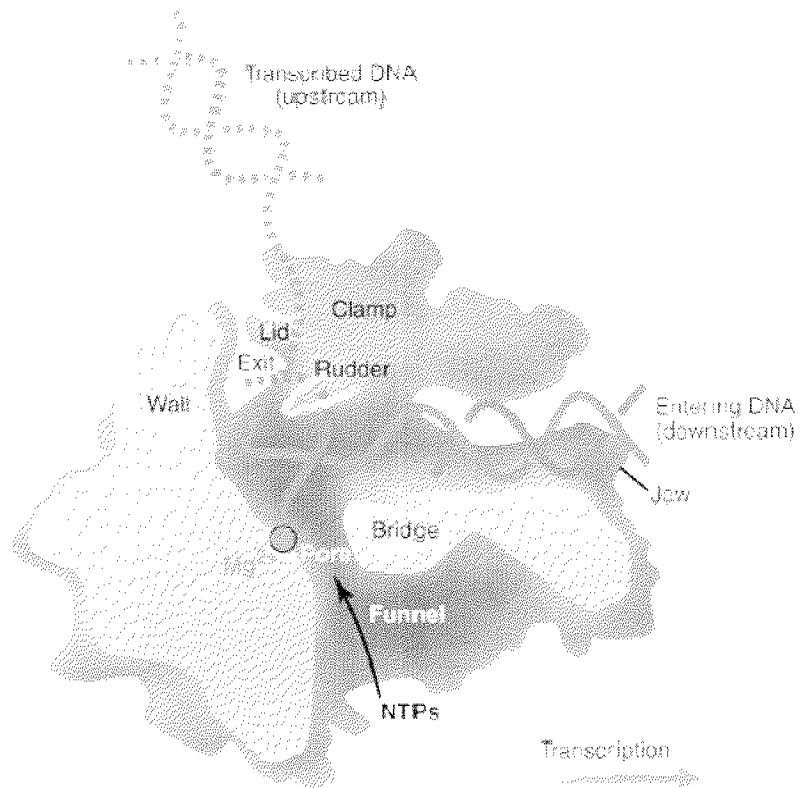 Transcribed DNA
(upstream)
Clamp
Lid
Exit
Rudder
Wall
Entering DNA
(downstream)
Jaw
Bridge
Mg
Pore
Funnel
NTPs
Transcription